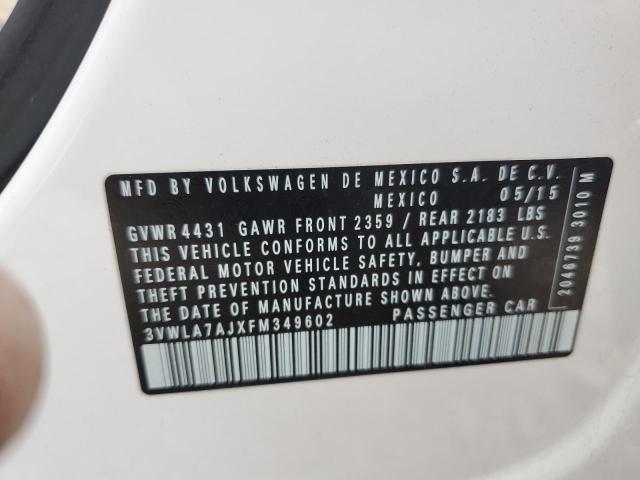 MFD BY VOLKSWAGEN DE MEXICO S.A. DE C.V.
MEXICO 05/15
GVWR 4431 GAWR FRONT 2359 / REAR 2183 LBS
THIS VEHICLE CONFORMS TO ALL APPLICABLE U.S.
FEDERAL MOTOR VEHICLE SAFETY, BUMPER AND
THEFT PREVENTION STANDARDS IN EFFECT ON
THE DATE OF MANUFACTURE SHOWN ABOVE.
3VWLA7AJXFM349602 PASSENGER CAR
2046739 3010 M